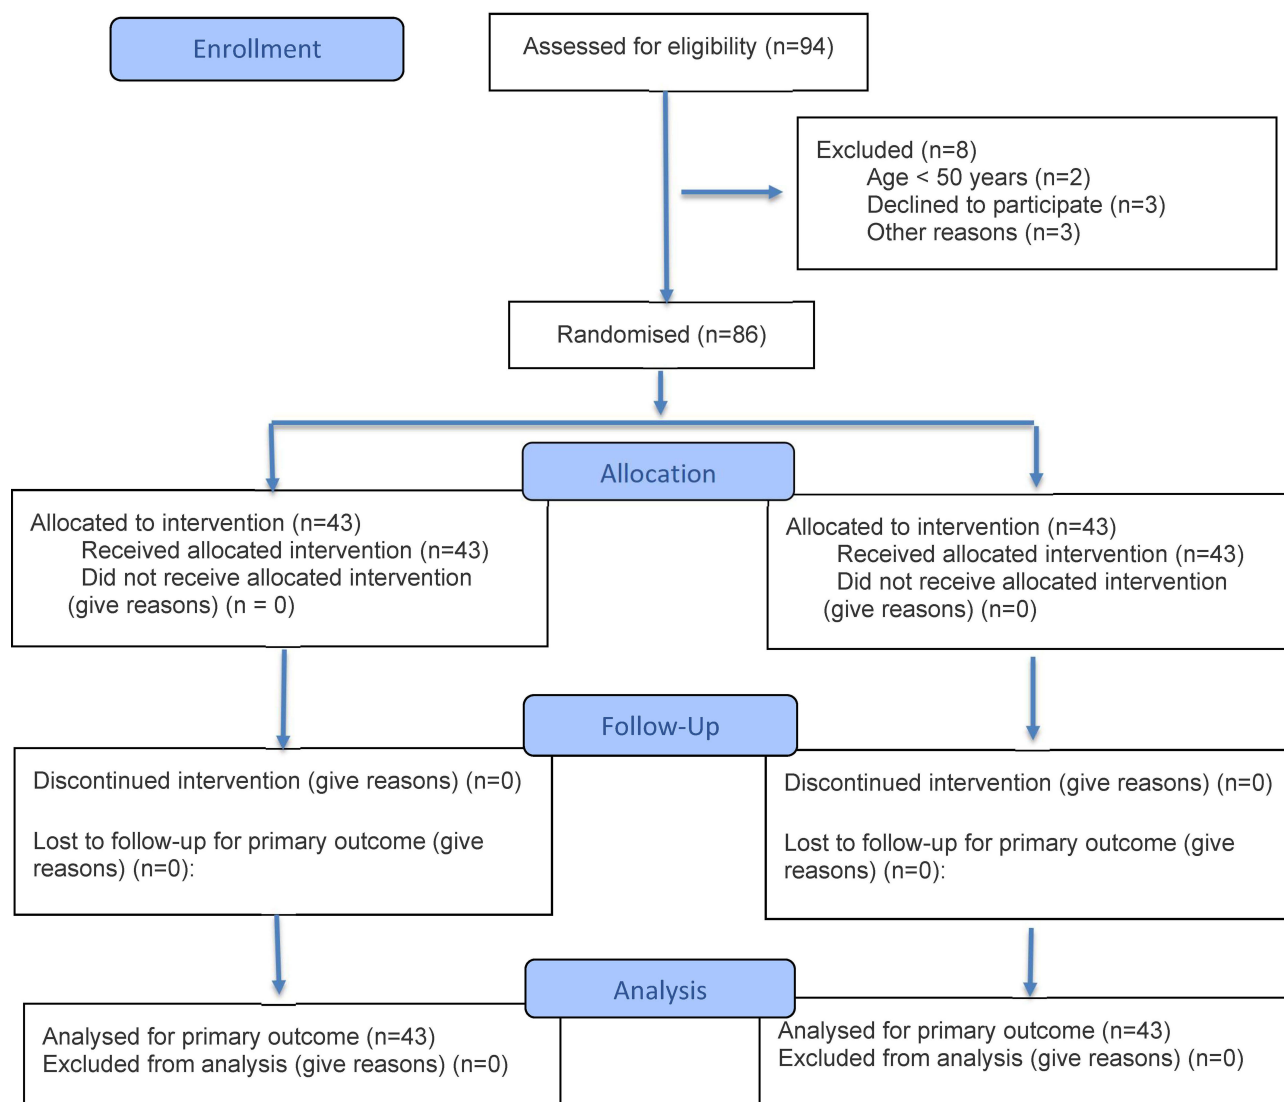 Enrollment
Assessed for eligibility (n=94)
Excluded (n=8)
Age < 50 years (n=2)
Declined to participate (n=3)
Other reasons (n=3)
Randomised (n=86)
Allocation
Allocated to intervention (n=43)
Received allocated intervention (n=43)
Did not receive allocated intervention
(give reasons) (n = 0)
Allocated to intervention (n=43)
Received allocated intervention (n=43)
Did not receive allocated intervention
(give reasons) (n=0)
Follow-Up
Discontinued intervention (give reasons) (n=0)
Lost to follow-up for primary outcome (give
reasons) (n=0):
Discontinued intervention (give reasons) (n=0)
Lost to follow-up for primary outcome (give
reasons) (n=0):
Analysis
Analysed for primary outcome (n=43)
Excluded from analysis (give reasons) (n=0)
Analysed for primary outcome (n=43)
Excluded from analysis (give reasons) (n=0)